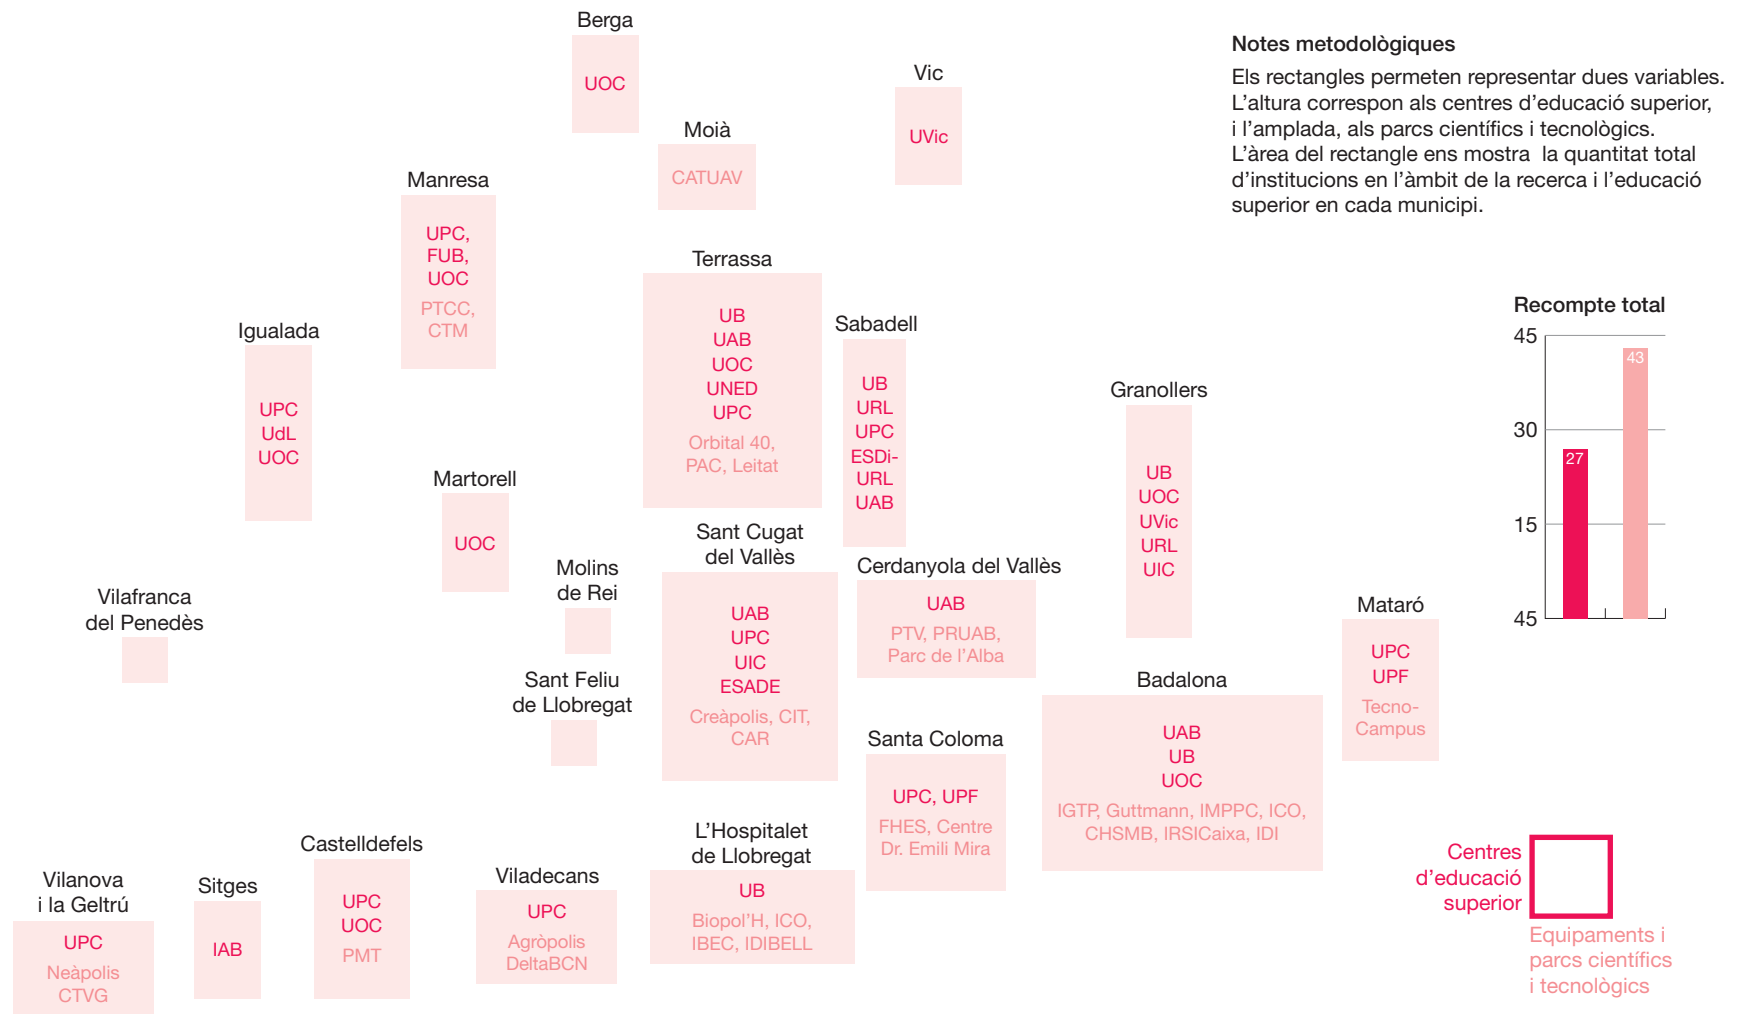 Berga
UOC
Vic
UVic
Moià
CATUAV
Notes metodològiques
Els rectangles permeten representar dues variables.
L’altura correspon als centres d’educació superior,
i l’amplada, als parcs científics i tecnològics.
L’àrea del rectangle ens mostra la quantitat total
d’institucions en l’àmbit de la recerca i l’educació
superior en cada municipi.
Manresa
UPC,
FUB,
UOC
PTCC,
CTM
Terrassa
UB
UAB
UOC
UNED
UPC
Orbital 40,
PAC, Leitat
Igualada
UPC
UdL
UOC
Sabadell
UB
URL
UPC
ESDi-
URL
UAB
Granollers
UB
UOC
UVic
URL
UIC
Recompte total
45
43
30
27
15
45
Martorell
UOC
Sant Cugat
del Vallès
UAB
UPC
UIC
ESADE
Creàpolis, CIT,
CAR
Molins
de Rei
Cerdanyola del Vallès
UAB
PTV, PRUAB,
Parc de l’Alba
Vilafranca
del Penedès
Mataró
UPC
UPF
Tecno-
Campus
Sant Feliu
de Llobregat
Badalona
UAB
UB
UOC
IGTP, Guttmann, IMPPC, ICO,
CHSMB, IRSICaixa, IDI
Santa Coloma
UPC, UPF
FHES, Centre
Dr. Emili Mira
L’Hospitalet
de Llobregat
UB
Biopol’H, ICO,
IBEC, IDIBELL
Castelldefels
UPC
UOC
PMT
Viladecans
UPC
Agròpolis
DeltaBCN
Vilanova
i la Geltrú
UPC
Neàpolis
CTVG
Sitges
IAB
Centres
d’educació
superior
Equipaments i
parcs científics
i tecnològics